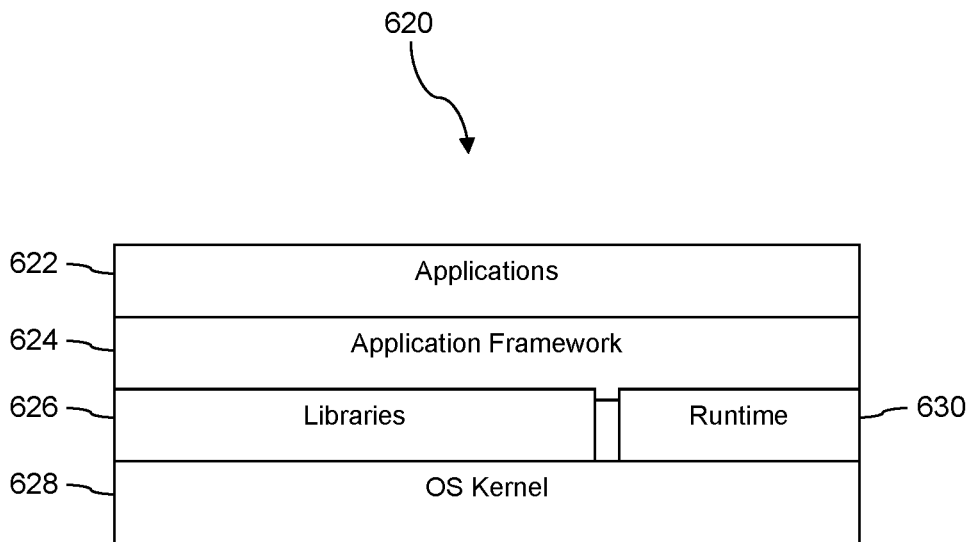 620
622
Applications
624
Application Framework
626
Libraries
Runtime
630
628
OS Kernel